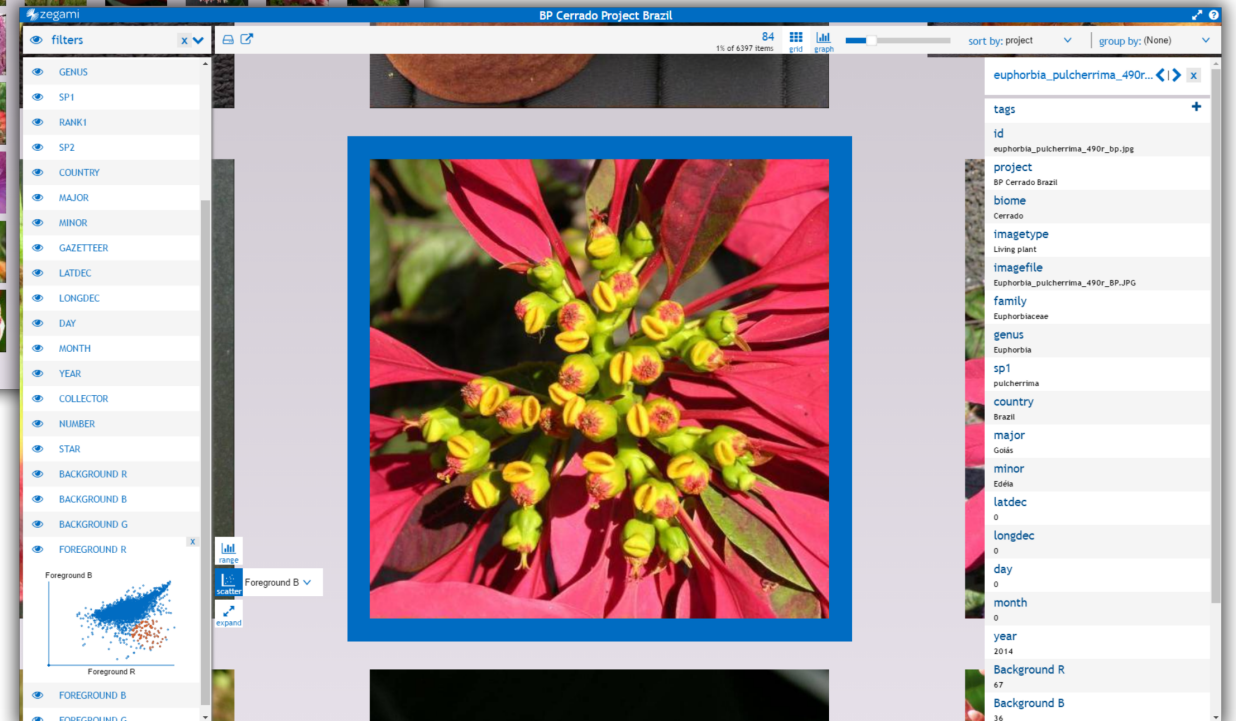 zegami
BP Cerrado Project Brazil
filters
x
84
1% of 6397 items
grid
graph
sort by: project
group by: (None)
GENUS
SP1
RANK1
SP2
COUNTRY
MAJOR
MINOR
GAZETTEER
LATDEC
LONGDEC
DAY
MONTH
YEAR
COLLECTOR
NUMBER
STAR
BACKGROUND R
BACKGROUND B
BACKGROUND G
FOREGROUND R
x
Foreground B
Foreground R
FOREGROUND B
FOREGROUND G
range
scatter
Foreground B
expand
euphorbia_pulcherrima_490r...
x
tags
id
euphorbia_pulcherrima_490r_bp.jpg
project
BP Cerrado Brazil
biome
Cerrado
imagetype
Living plant
imagefile
Euphorbia_pulcherrima_490r_BP.JPG
family
Euphorbiaceae
genus
Euphorbia
sp1
pulcherrima
country
Brazil
major
Goiás
minor
Edéia
latdec
0
longdec
0
day
0
month
0
year
2014
Background R
67
Background B
36